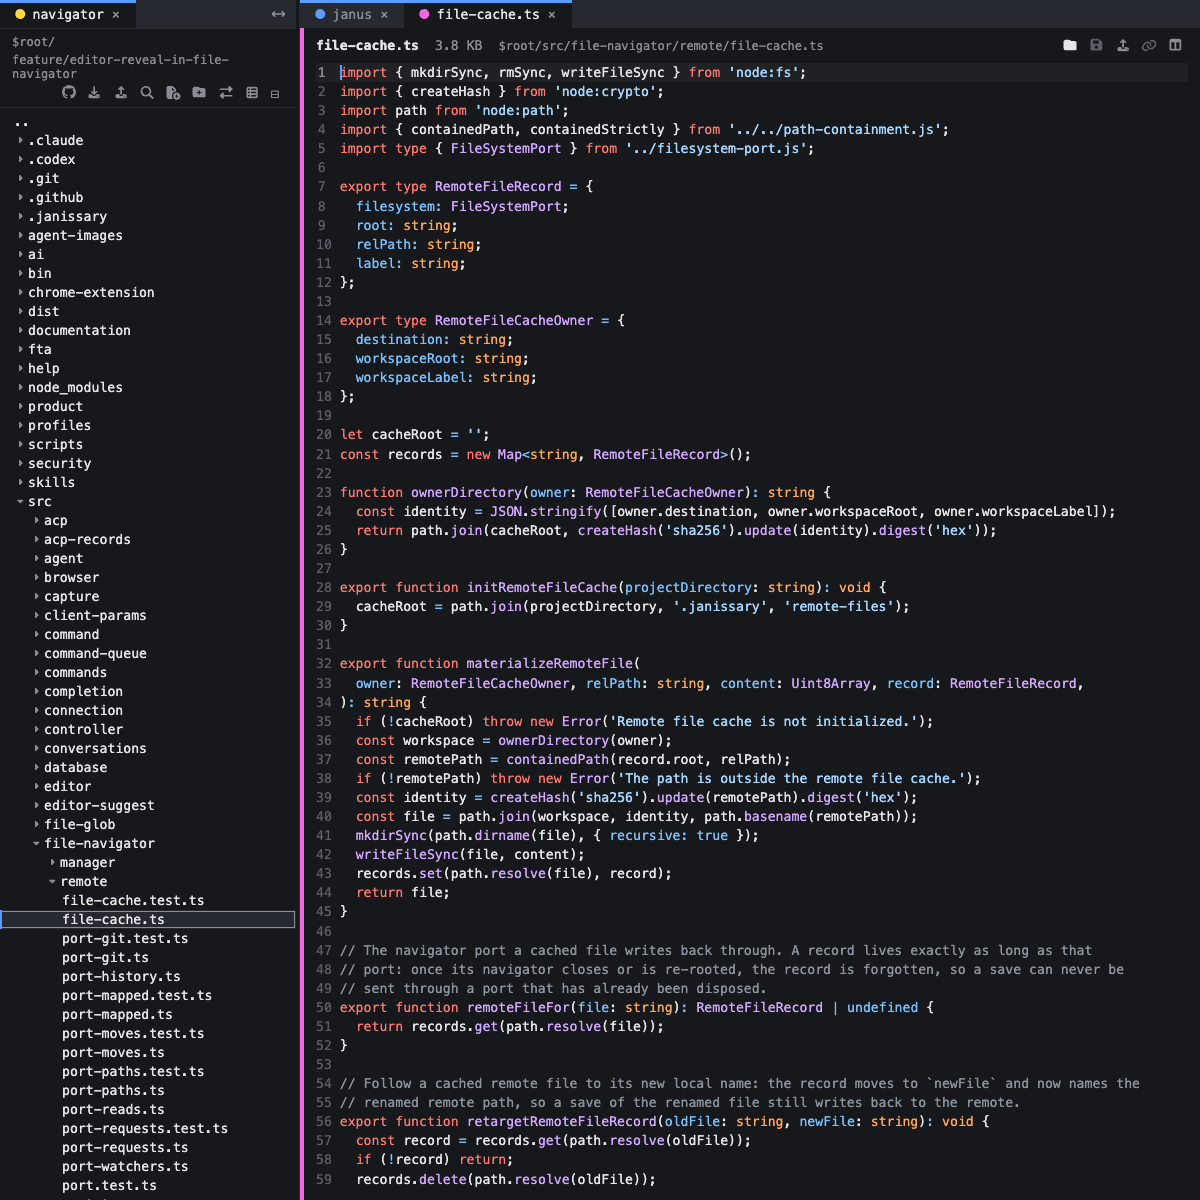 navigator ×
$root/
feature/editor-reveal-in-file-
navigator
..
.claude
.codex
.git
.github
.janissary
agent-images
ai
bin
chrome-extension
dist
documentation
fta
help
node_modules
product
profiles
scripts
security
skills
src
acp
acp-records
agent
browser
capture
client-params
command
command-queue
commands
completion
connection
controller
conversations
database
editor
editor-suggest
file-glob
file-navigator
manager
remote
file-cache.test.ts
file-cache.ts
port-git.test.ts
port-git.ts
port-history.ts
port-mapped.test.ts
port-mapped.ts
port-moves.test.ts
port-moves.ts
port-paths.test.ts
port-paths.ts
port-reads.ts
port-requests.test.ts
port-requests.ts
port-watchers.ts
port.test.ts
janus × file-cache.ts ×
file-cache.ts 3.8 KB $root/src/file-navigator/remote/file-cache.ts
1 import { mkdirSync, rmSync, writeFileSync } from 'node:fs';
2 import { createHash } from 'node:crypto';
3 import path from 'node:path';
4 import { containedPath, containedStrictly } from '../../path-containment.js';
5 import type { FileSystemPort } from '../filesystem-port.js';
6
7 export type RemoteFileRecord = {
8   filesystem: FileSystemPort;
9   root: string;
10   relPath: string;
11   label: string;
12 };
13
14 export type RemoteFileCacheOwner = {
15   destination: string;
16   workspaceRoot: string;
17   workspaceLabel: string;
18 };
19
20 let cacheRoot = '';
21 const records = new Map<string, RemoteFileRecord>();
22
23 function ownerDirectory(owner: RemoteFileCacheOwner): string {
24   const identity = JSON.stringify([owner.destination, owner.workspaceRoot, owner.workspaceLabel]);
25   return path.join(cacheRoot, createHash('sha256').update(identity).digest('hex'));
26 }
27
28 export function initRemoteFileCache(projectDirectory: string): void {
29   cacheRoot = path.join(projectDirectory, '.janissary', 'remote-files');
30 }
31
32 export function materializeRemoteFile(
33   owner: RemoteFileCacheOwner, relPath: string, content: Uint8Array, record: RemoteFileRecord,
34 ): string {
35   if (!cacheRoot) throw new Error('Remote file cache is not initialized.');
36   const workspace = ownerDirectory(owner);
37   const remotePath = containedPath(record.root, relPath);
38   if (!remotePath) throw new Error('The path is outside the remote file cache.');
39   const identity = createHash('sha256').update(remotePath).digest('hex');
40   const file = path.join(workspace, identity, path.basename(remotePath));
41   mkdirSync(path.dirname(file), { recursive: true });
42   writeFileSync(file, content);
43   records.set(path.resolve(file), record);
44   return file;
45 }
46
47 // The navigator port a cached file writes back through. A record lives exactly as long as that
48 // port: once its navigator closes or is re-rooted, the record is forgotten, so a save can never be
49 // sent through a port that has already been disposed.
50 export function remoteFileFor(file: string): RemoteFileRecord | undefined {
51   return records.get(path.resolve(file));
52 }
53
54 // Follow a cached remote file to its new local name: the record moves to `newFile` and now names the
55 // renamed remote path, so a save of the renamed file still writes back to the remote.
56 export function retargetRemoteFileRecord(oldFile: string, newFile: string): void {
57   const record = records.get(path.resolve(oldFile));
58   if (!record) return;
59   records.delete(path.resolve(oldFile));